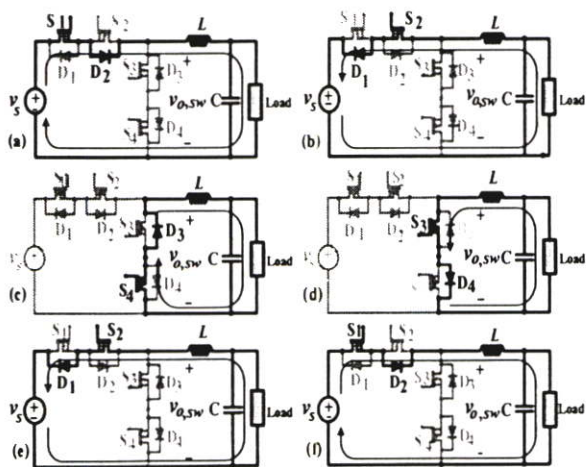 S S₂ L
D₁ D₂ S₃ D₃ + Load
vₛ vₒ,ₛw C
(a) S₄ D₄ −
S₁ S₂ L
D₁ D₂ S₃ D₃ + Load
vₛ vₒ,ₛw C
(b) S₄ D₄ −
S₂ L
D₁ D₂ S₃ D₃ + Load
vₛ vₒ,ₛw C
(c) S₄ D₄ −
S₂ L
D₁ D₂ S₃ + Load
vₛ vₒ,ₛw C
(d) S D₄ −
S₁ S₂ L
D₁ D₂ S₃ D₃ + Load
vₛ vₒ,ₛw C
(e) S₄ D₄ −
S₁ S₂ L
D₁ D₂ S₃ D₃ + Load
vₛ vₒ,ₛw C
(f) S₄ D₄ −